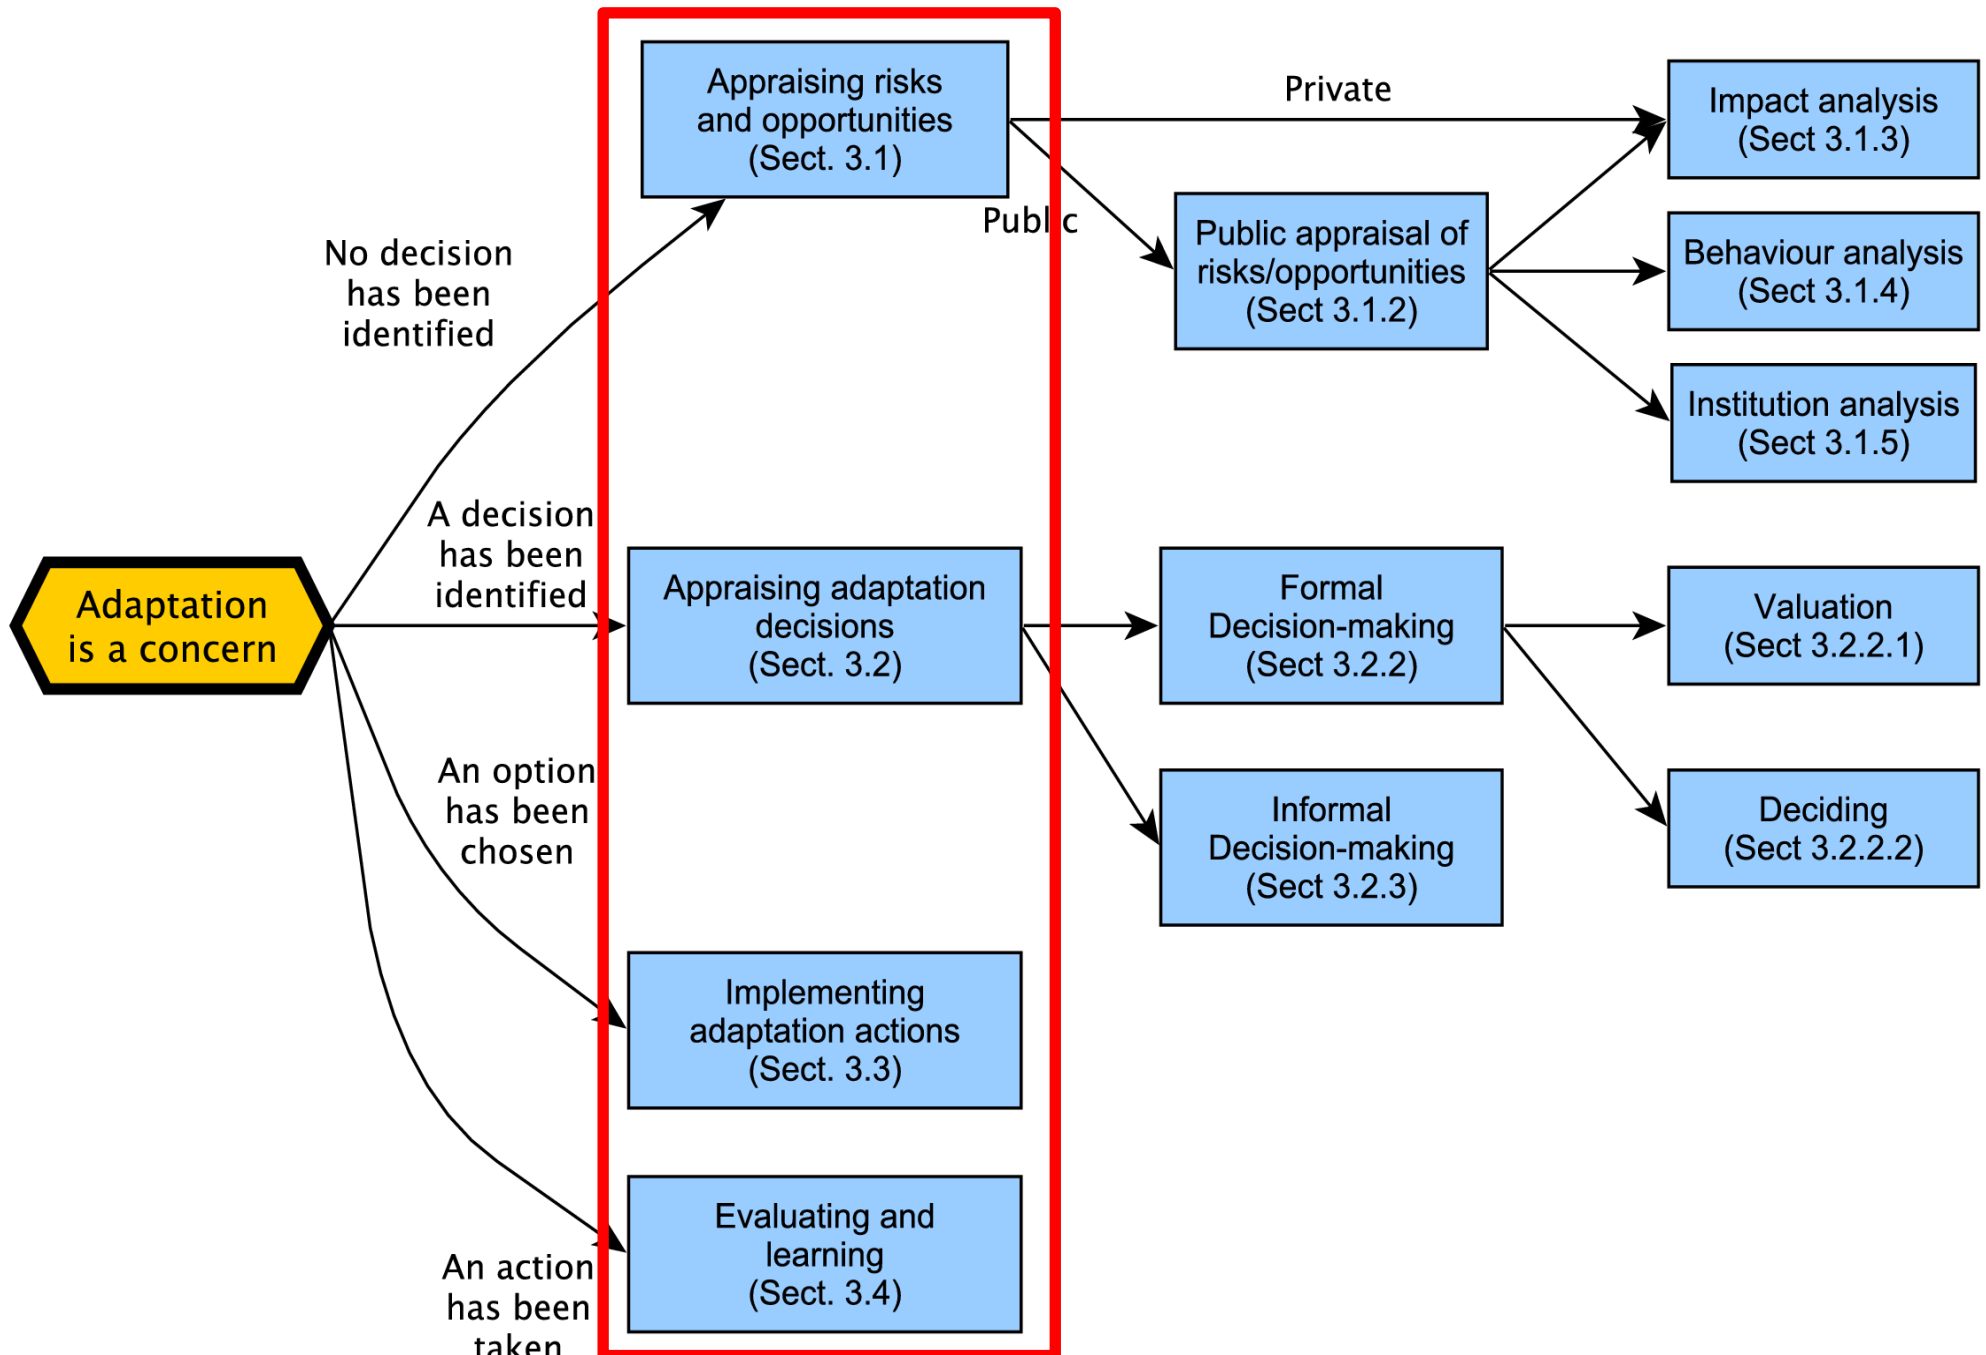 Appraising risks
and opportunities
(Sect. 3.1)
Private
Impact analysis
(Sect 3.1.3)
Public
Public appraisal of
risks/opportunities
(Sect 3.1.2)
Behaviour analysis
(Sect 3.1.4)
Institution analysis
(Sect 3.1.5)
No decision
has been
identified
A decision
has been
identified
Adaptation
is a concern
Appraising adaptation
decisions
(Sect. 3.2)
Formal
Decision-making
(Sect 3.2.2)
Valuation
(Sect 3.2.2.1)
An option
has been
chosen
Informal
Decision-making
(Sect 3.2.3)
Deciding
(Sect 3.2.2.2)
Implementing
adaptation actions
(Sect. 3.3)
Evaluating and
learning
(Sect. 3.4)
An action
has been
taken